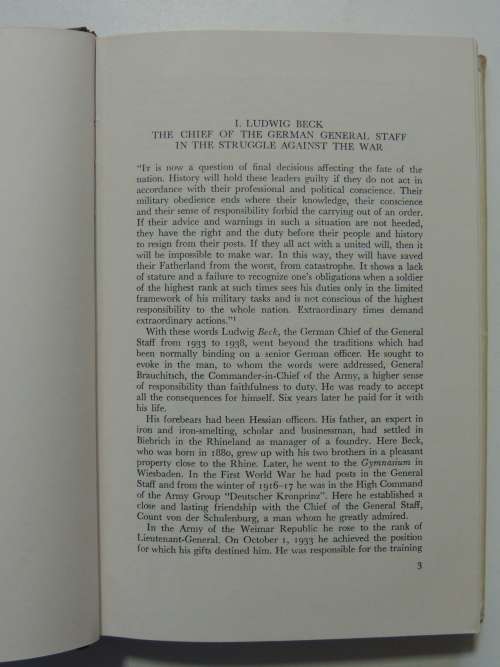 I. LUDWIG BECK
THE CHIEF OF THE GERMAN GENERAL STAFF
IN THE STRUGGLE AGAINST THE WAR
"It is now a question of final decisions affecting the fate of the
nation. History will hold these leaders guilty if they do not act in
accordance with their professional and political conscience. Their
military obedience ends where their knowledge, their conscience
and their sense of responsibility forbid the carrying out of an order.
If their advice and warnings in such a situation are not heeded,
they have the right and the duty before their people and history
to resign from their posts. If they all act with a united will, then it
will be impossible to make war. In this way, they will have saved
their Fatherland from the worst, from catastrophe. It shows a lack
of stature and a failure to recognize one's obligations when a soldier
of the highest rank at such times sees his duties only in the limited
framework of his military tasks and is not conscious of the highest
responsibility to the whole nation. Extraordinary times demand
extraordinary actions."1
With these words Ludwig Beck, the German Chief of the General
Staff from 1933 to 1938, went beyond the traditions which had
been normally binding on a senior German officer. He sought to
evoke in the man, to whom the words were addressed, General
Brauchitsch, the Commander-in-Chief of the Army, a higher sense
of responsibility than faithfulness to duty. He was ready to accept
all the consequences for himself. Six years later he paid for it with
his life.
His forebears had been Hessian officers. His father, an expert in
iron and iron-smelting, scholar and businessman, had settled in
Biebrich in the Rhineland as manager of a foundry. Here Beck,
who was born in 1880, grew up with his two brothers in a pleasant
property close to the Rhine. Later, he went to the Gymnasium in
Wiesbaden. In the First World War he had posts in the General
Staff and from the winter of 1916–17 he was in the High Command
of the Army Group "Deutscher Kronprinz". Here he established a
close and lasting friendship with the Chief of the General Staff,
Count von der Schulenburg, a man whom he greatly admired.
In the Army of the Weimar Republic he rose to the rank of
Lieutenant-General. On October 1, 1933 he achieved the position
for which his gifts destined him. He was responsible for the training
3